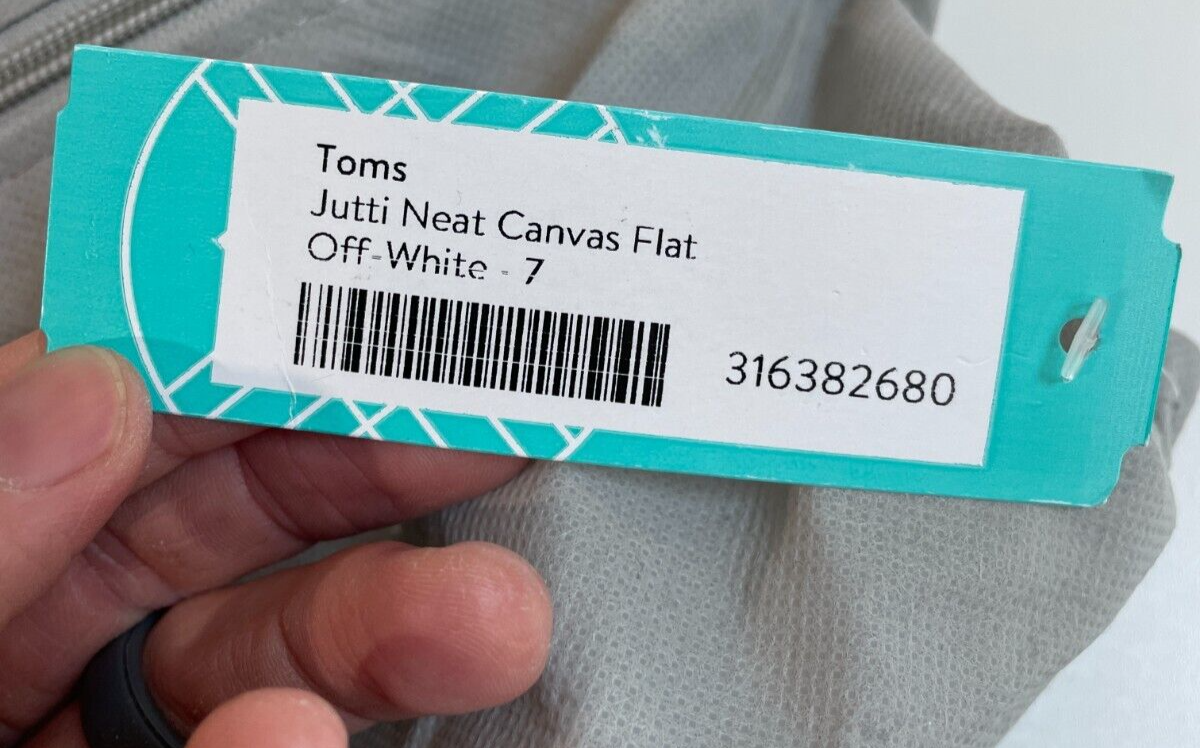 Toms
Jutti Neat Canvas Flat
Off-White - 7
316382680